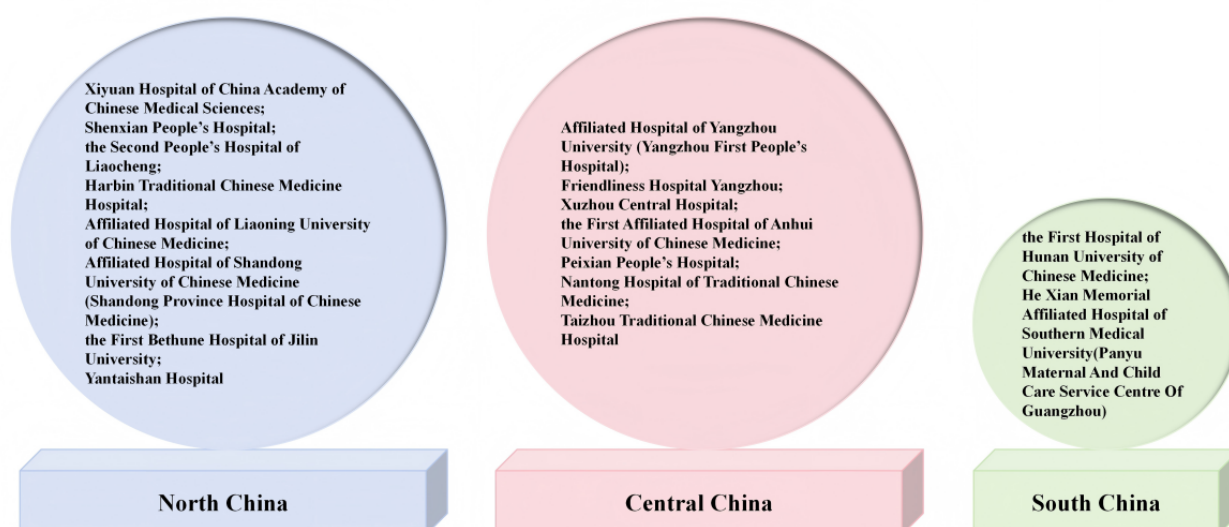 Xiyuan Hospital of China Academy of
Chinese Medical Sciences;
Shenxian People's Hospital;
the Second People's Hospital of
Liaocheng;
Harbin Traditional Chinese Medicine
Hospital;
Affiliated Hospital of Liaoning University
of Chinese Medicine;
Affiliated Hospital of Shandong
University of Chinese Medicine
(Shandong Province Hospital of Chinese
Medicine);
the First Bethune Hospital of Jilin
University;
Yantaishan Hospital
North China
Affiliated Hospital of Yangzhou
University (Yangzhou First People's
Hospital);
Friendliness Hospital Yangzhou;
Xuzhou Central Hospital;
the First Affiliated Hospital of Anhui
University of Chinese Medicine;
Peixian People's Hospital;
Nantong Hospital of Traditional Chinese
Medicine;
Taizhou Traditional Chinese Medicine
Hospital
Central China
the First Hospital of
Hunan University of
Chinese Medicine;
He Xian Memorial
Affiliated Hospital of
Southern Medical
University(Panyu
Maternal And Child
Care Service Centre Of
Guangzhou)
South China